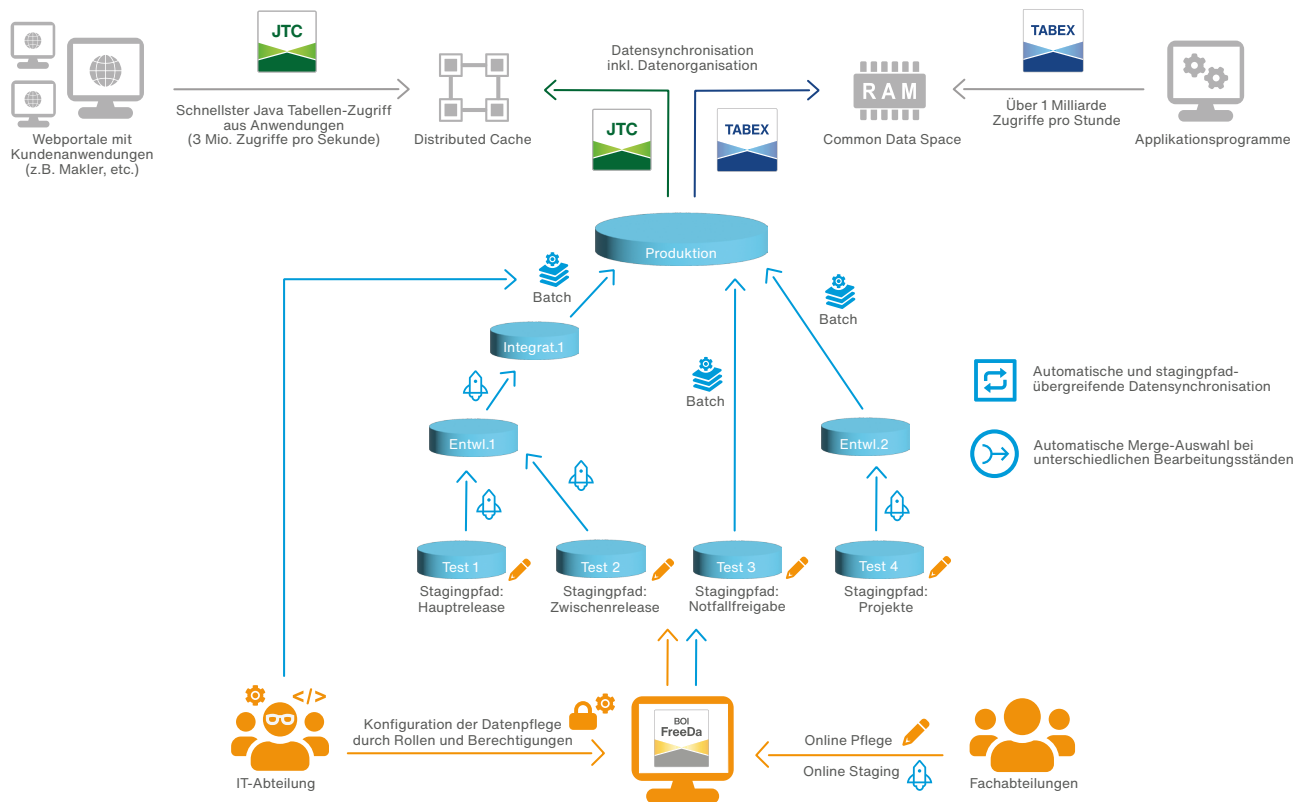 JTC
TABEX
Datensynchronisation
inkl. Datenorganisation
RAM
Schnellster Java Tabellen-Zugriff
aus Anwendungen
(3 Mio. Zugriffe pro Sekunde)
Über 1 Milliarde
Zugriffe pro Stunde
Webportale mit
Kundenanwendungen
(z.B. Makler, etc.)
Distributed Cache
JTC
TABEX
Common Data Space
Applikationsprogramme
Produktion
Batch
Batch
Integrat.1
Batch
Automatische und stagingpfad-
übergreifende Datensynchronisation
Entwl.1
Entwl.2
Automatische Merge-Auswahl bei
unterschiedlichen Bearbeitungsständen
Test 1
Test 2
Test 3
Test 4
Stagingpfad:
Hauptrelease
Stagingpfad:
Zwischenrelease
Stagingpfad:
Notfallfreigabe
Stagingpfad:
Projekte
</>
Konfiguration der Datenpflege
durch Rollen und Berechtigungen
BOI
FreeDa
Online Pflege
Online Staging
IT-Abteilung
Fachabteilungen